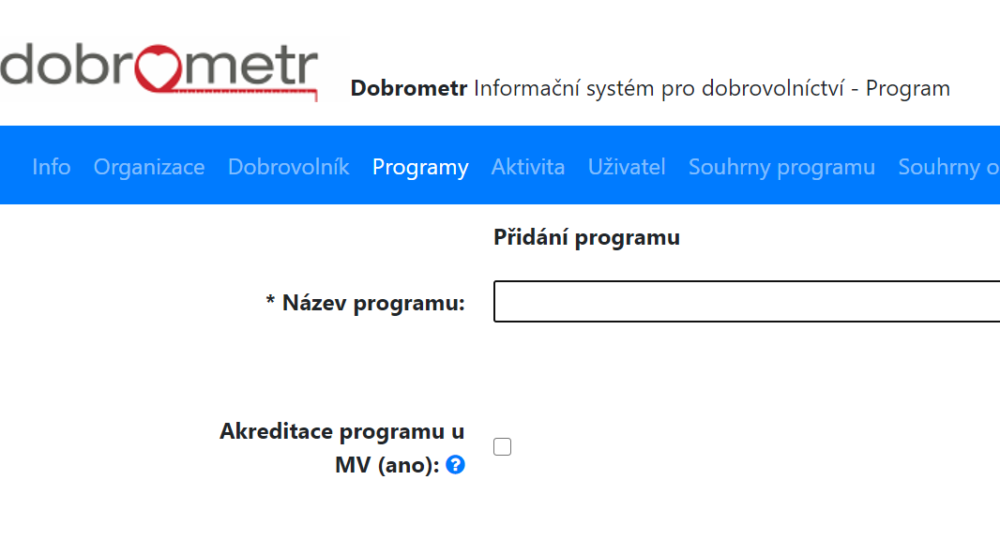 dobrometr
Dobrometr Informační systém pro dobrovolníctví - Program
Info Organizace Dobrovolník Programy Aktivita Uživatel Souhrny programu Souhrny o
Přidání programu
* Název programu:
Akreditace programu u
MV (ano): ?